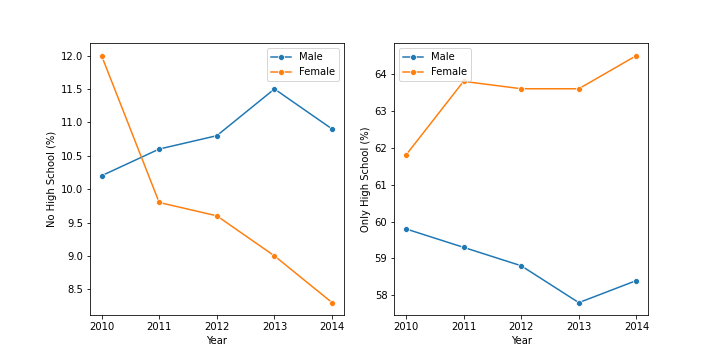 No High School (%)
12.0
11.5
11.0
10.5
10.0
9.5
9.0
8.5
2010 2011 2012 2013 2014
Year
Male
Female
Only High School (%)
64
63
62
61
60
59
58
2010 2011 2012 2013 2014
Year
Male
Female